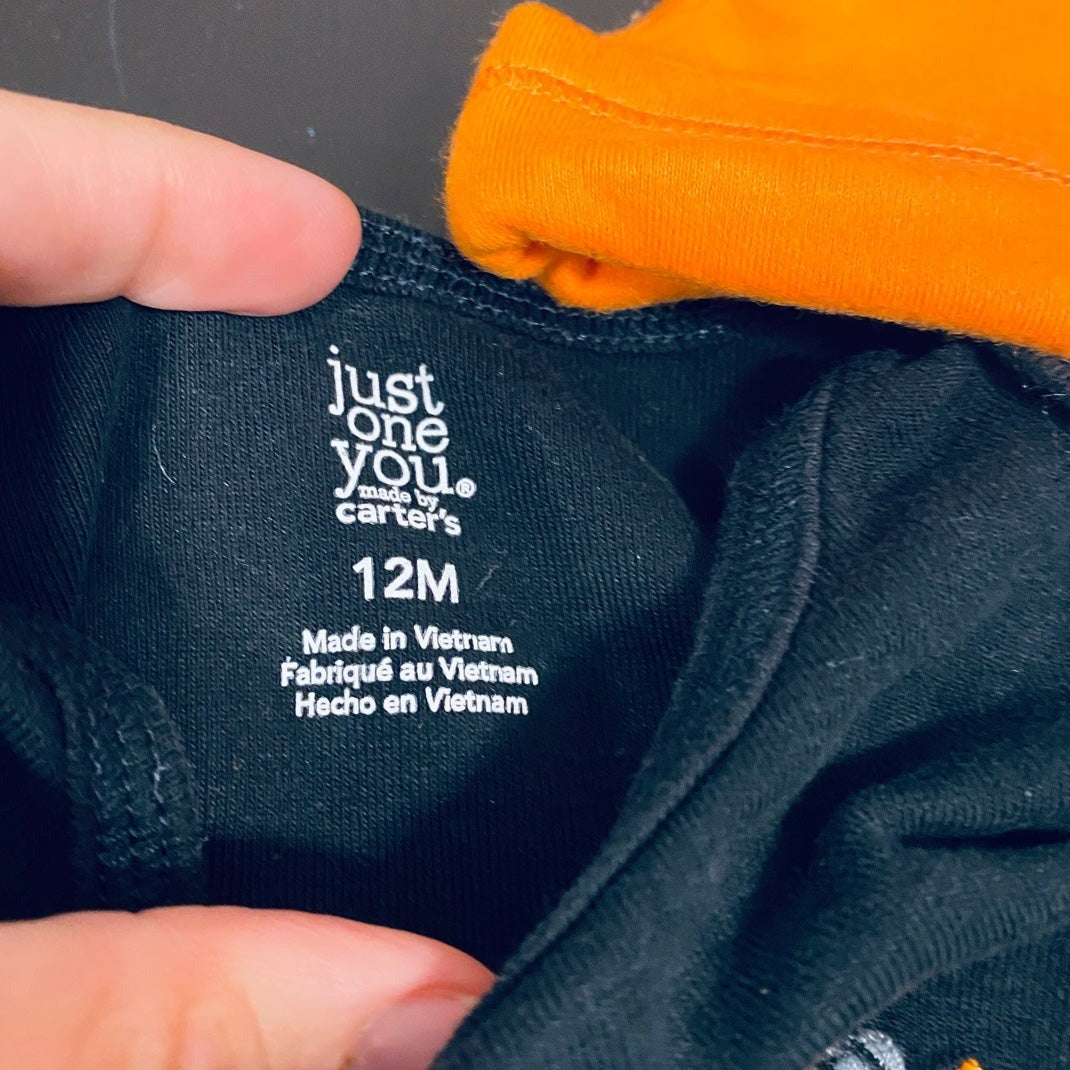 just
one
you®
made by
carter's
12M
Made in Vietnam
Fabriqué au Vietnam
Hecho en Vietnam